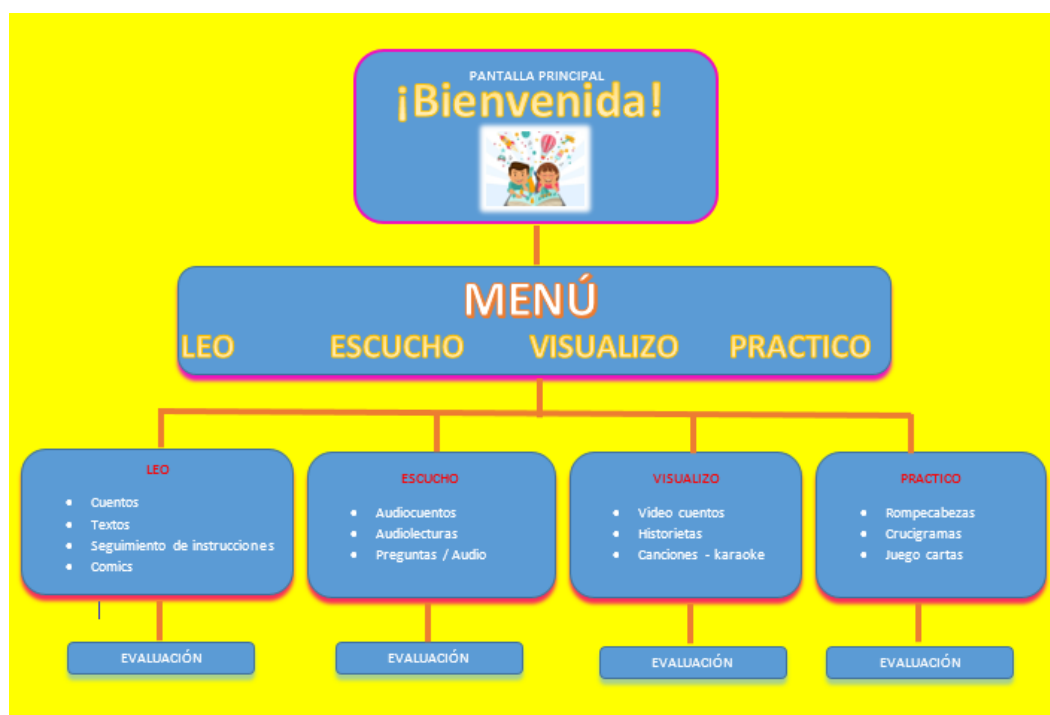 PANTALLA PRINCIPAL
¡Bienvenida!
MENÚ
LEO ESCUCHO VISUALIZO PRACTICO
LEO
• Cuentos
• Textos
• Seguimiento de instrucciones
• Comics
ESCUCHO
• Audiocuentos
• Audiolecturas
• Preguntas / Audio
VISUALIZO
• Video cuentos
• Historietas
• Canciones - karaoke
PRACTICO
• Rompecabezas
• Crucigramas
• Juego cartas
EVALUACIÓN
EVALUACIÓN
EVALUACIÓN
EVALUACIÓN